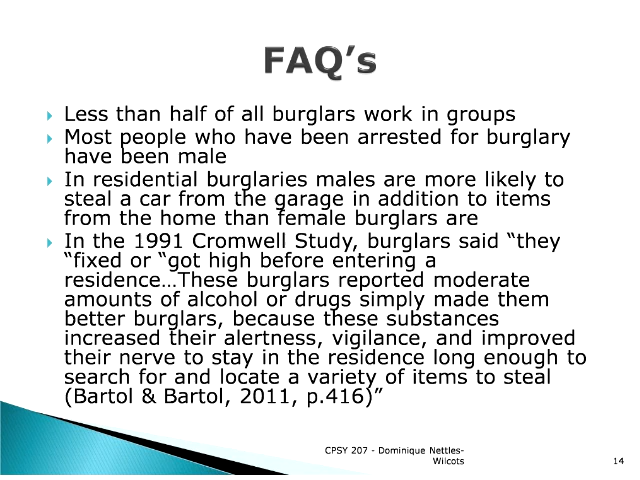 FAQ's
Less than half of all burglars work in groups
Most people who have been arrested for burglary
have been male
In residential burglaries males are more likely to
steal a car from the garage in addition to items
from the home than female burglars are
In the 1991 Cromwell Study, burglars said “they
“fixed or “got high before entering a
residence…These burglars reported moderate
amounts of alcohol or drugs simply made them
better burglars, because these substances
increased their alertness, vigilance, and improved
their nerve to stay in the residence long enough to
search for and locate a variety of items to steal
(Bartol & Bartol, 2011, p.416)”
CPSY 207 - Dominique Nettles-
Wilcots
14